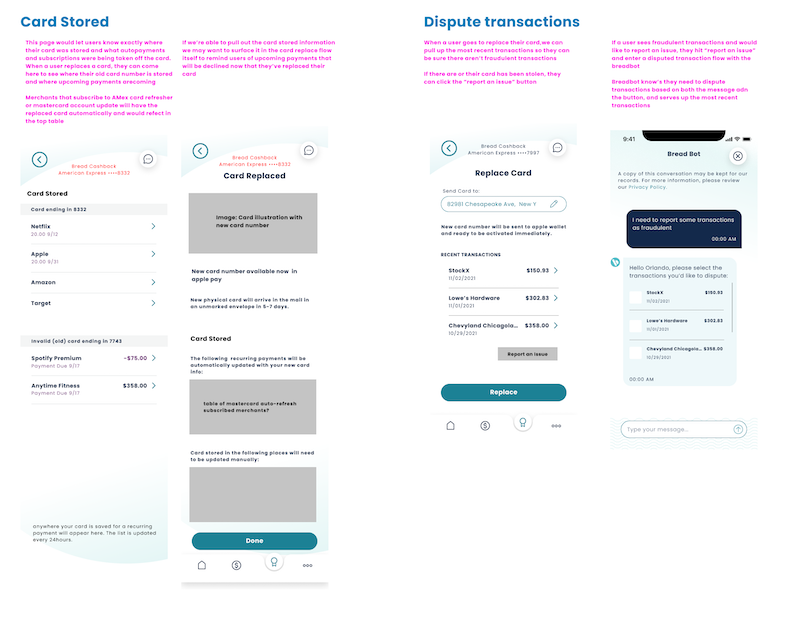 Card Stored
This page would let users know exactly where
their card was stored and what autopayments
and subscriptions were being token off the card.
When a user replaces a card, they can come
here to see where their old card number is stored
and where upcoming payments arecoming.
Merchants that subscribe to AMex card refresher
or mastercard account update will have the
replaced card automatically and would refect in
the top table
If we're able to pull out the card stored information
we may want to surface it in the card replace flow
itself to remind users of upcoming payments that
will be declined now that they've replaced their
card
Bread Cashback
American Express ••••8332
Card Stored
Card ending in 8332
Netflix
20.00 9/12
Apple
20.00 9/31
Amazon
Target
Invalid (old) card ending in 7743
Spotify Premium
-$75.00
Payment Due 9/17
Anytime Fitness
$358.00
Payment Due 9/17
anywhere your card is saved for a recurring
payment will appear here. The list is updated
every 24hours.
Bread Cashback
American Express ••••8332
Card Replaced
Image: Card illustration with
new card number
New card number available now in
apple pay
New physical card will arrive in the mail in
an unmarked envelope in 5-7 days.
Card Stored
The following recurring payments will be
automatically updated with your new card
info:
table of mastercard auto-refresh
subscribed merchants?
Card stored in the following places will need
to be updated manually:
Done
Dispute transactions
When a user goes to replace their card,we can
pull up the most recent transactions so they can
be sure there aren't fraudulent transactions
If there are or their card has been stolen, they
can click the "report an issue" button
If a user sees fraudulent transactions and would
like to report an issue, they hit "report an issue"
and enter a disputed transaction flow with the
breadbot
Breadbot know's they need to dispute
transactions based on both the message adn
the button, and serves up the most recent
transactions
Bread Cashback
American Express ••••7997
Replace Card
Send Card to:
82981 Chesapeake Ave, New Y
New card number will be sent to apple wallet
and ready to be activated immediately.
RECENT TRANSACTIONS
StockX
$150.93
11/02/2021
Lowe's Hardware
$302.83
11/01/2021
Chevyland Chicagola...
$358.00
10/29/2021
Report an Issue
Replace
9:41
Bread Bot
A copy of this conversation may be kept for our
records. For more information, please review
our Privacy Policy.
I need to report some transactions
as fraudulent
00:00 AM
Hello Orlando, please select the
transactions you'd like to dispute:
StockX
$150.93
11/02/2021
Lowe's Hardware
$302.83
11/01/2021
Chevyland Chicagola...
$358.00
10/29/2021
00:00 AM
Type your message...